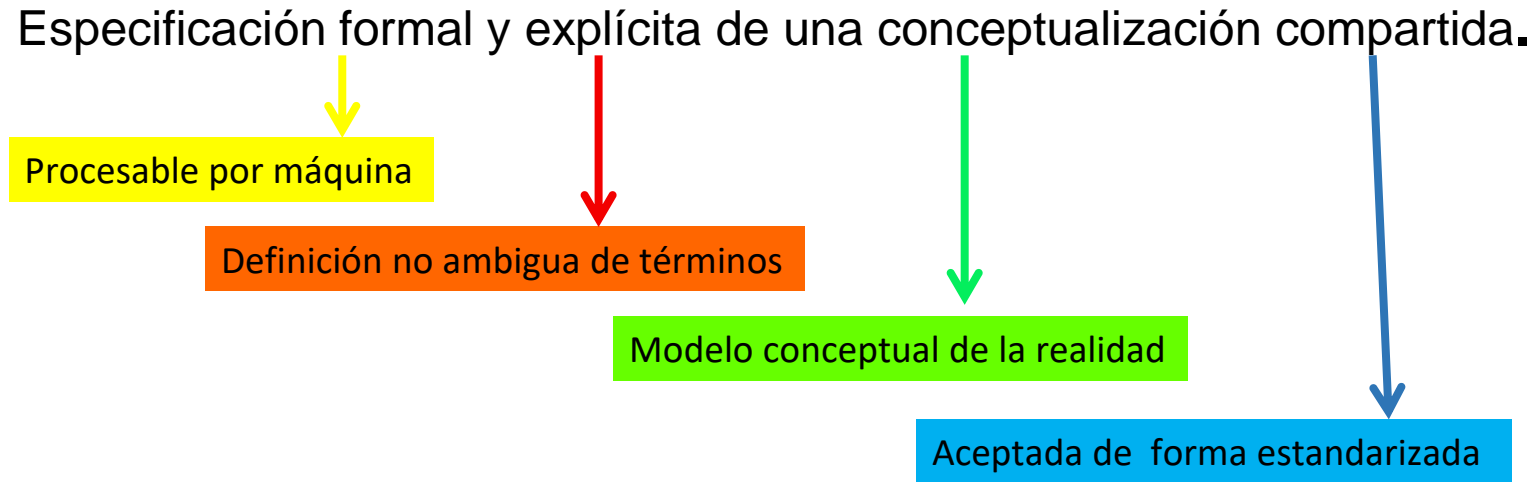 Especificación formal y explícita de una conceptualización compartida.
Procesable por máquina
Definición no ambigua de términos
Modelo conceptual de la realidad
Aceptada de forma estandarizada